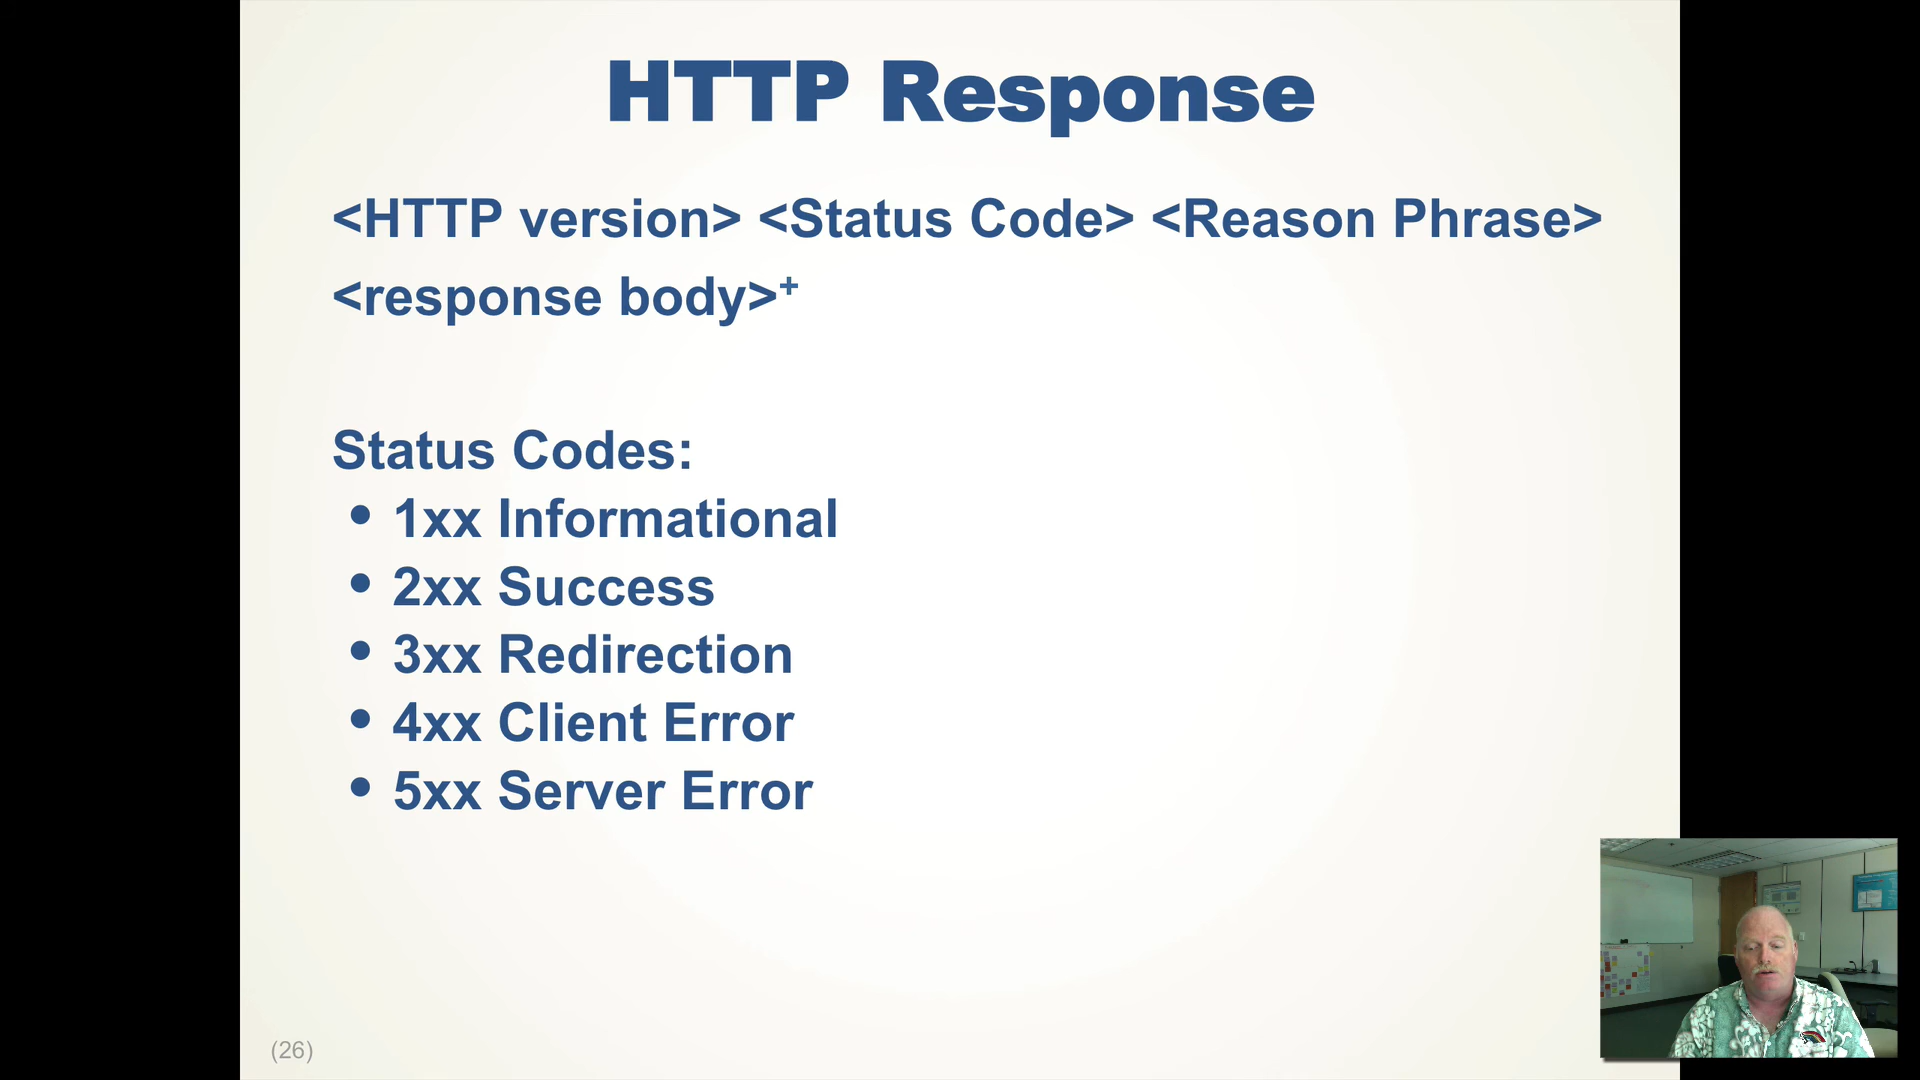 HTTP Response
<HTTP version> <Status Code> <Reason Phrase>
<response body>+
Status Codes:
• 1xx Informational
• 2xx Success
• 3xx Redirection
• 4xx Client Error
• 5xx Server Error
(26)